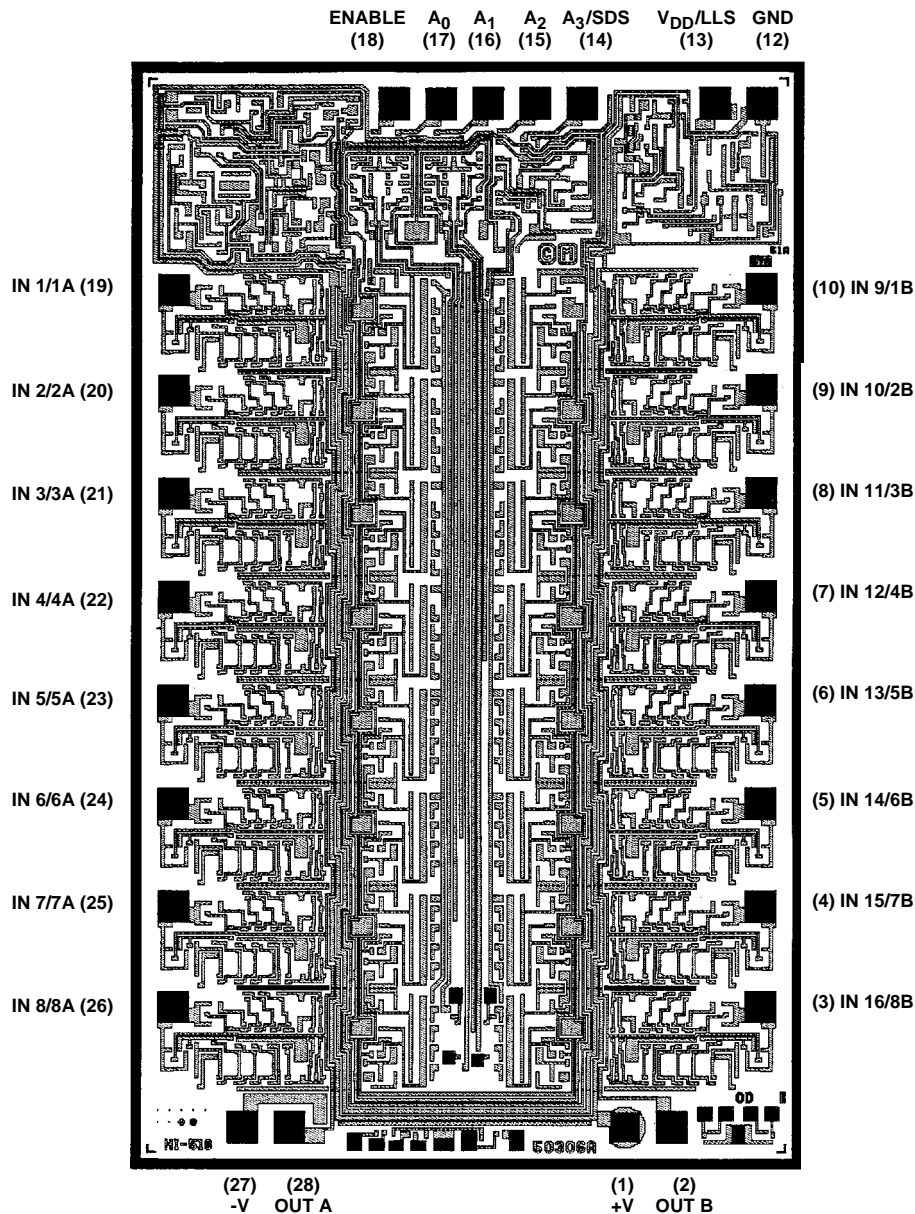 ENABLE A0 A1 A2 A3/SDS VDD/LLS GND
(18) (17) (16) (15) (14) (13) (12)
IN 1/1A (19)
(10) IN 9/1B
IN 2/2A (20)
(9) IN 10/2B
IN 3/3A (21)
(8) IN 11/3B
IN 4/4A (22)
(7) IN 12/4B
IN 5/5A (23)
(6) IN 13/5B
IN 6/6A (24)
(5) IN 14/6B
IN 7/7A (25)
(4) IN 15/7B
IN 8/8A (26)
(3) IN 16/8B
HI-516
50306A
OD
(27) (28) (1) (2)
-V OUT A +V OUT B